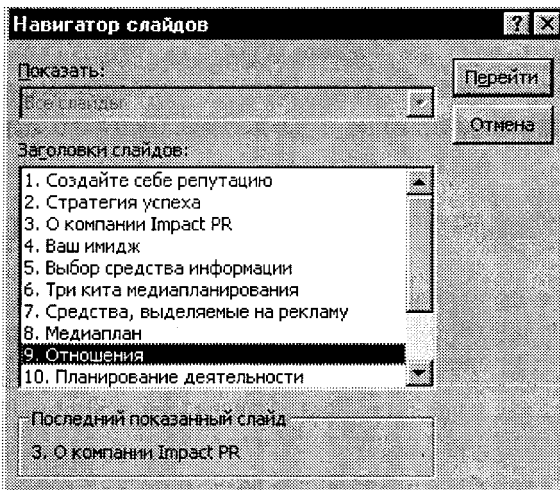 Навигатор слайдов
Показать:
Все слайды
Перейти
Отмена
Заголовки слайдов:
1. Создайте себе репутацию
2. Стратегия успеха
3. О компании Impact PR
4. Ваш имидж
5. Выбор средства информации
6. Три кита медиапланирования
7. Средства, выделяемые на рекламу
8. Медиаплан
9. Отношения
10. Планирование деятельности
Последний показанный слайд
3. О компании Impact PR